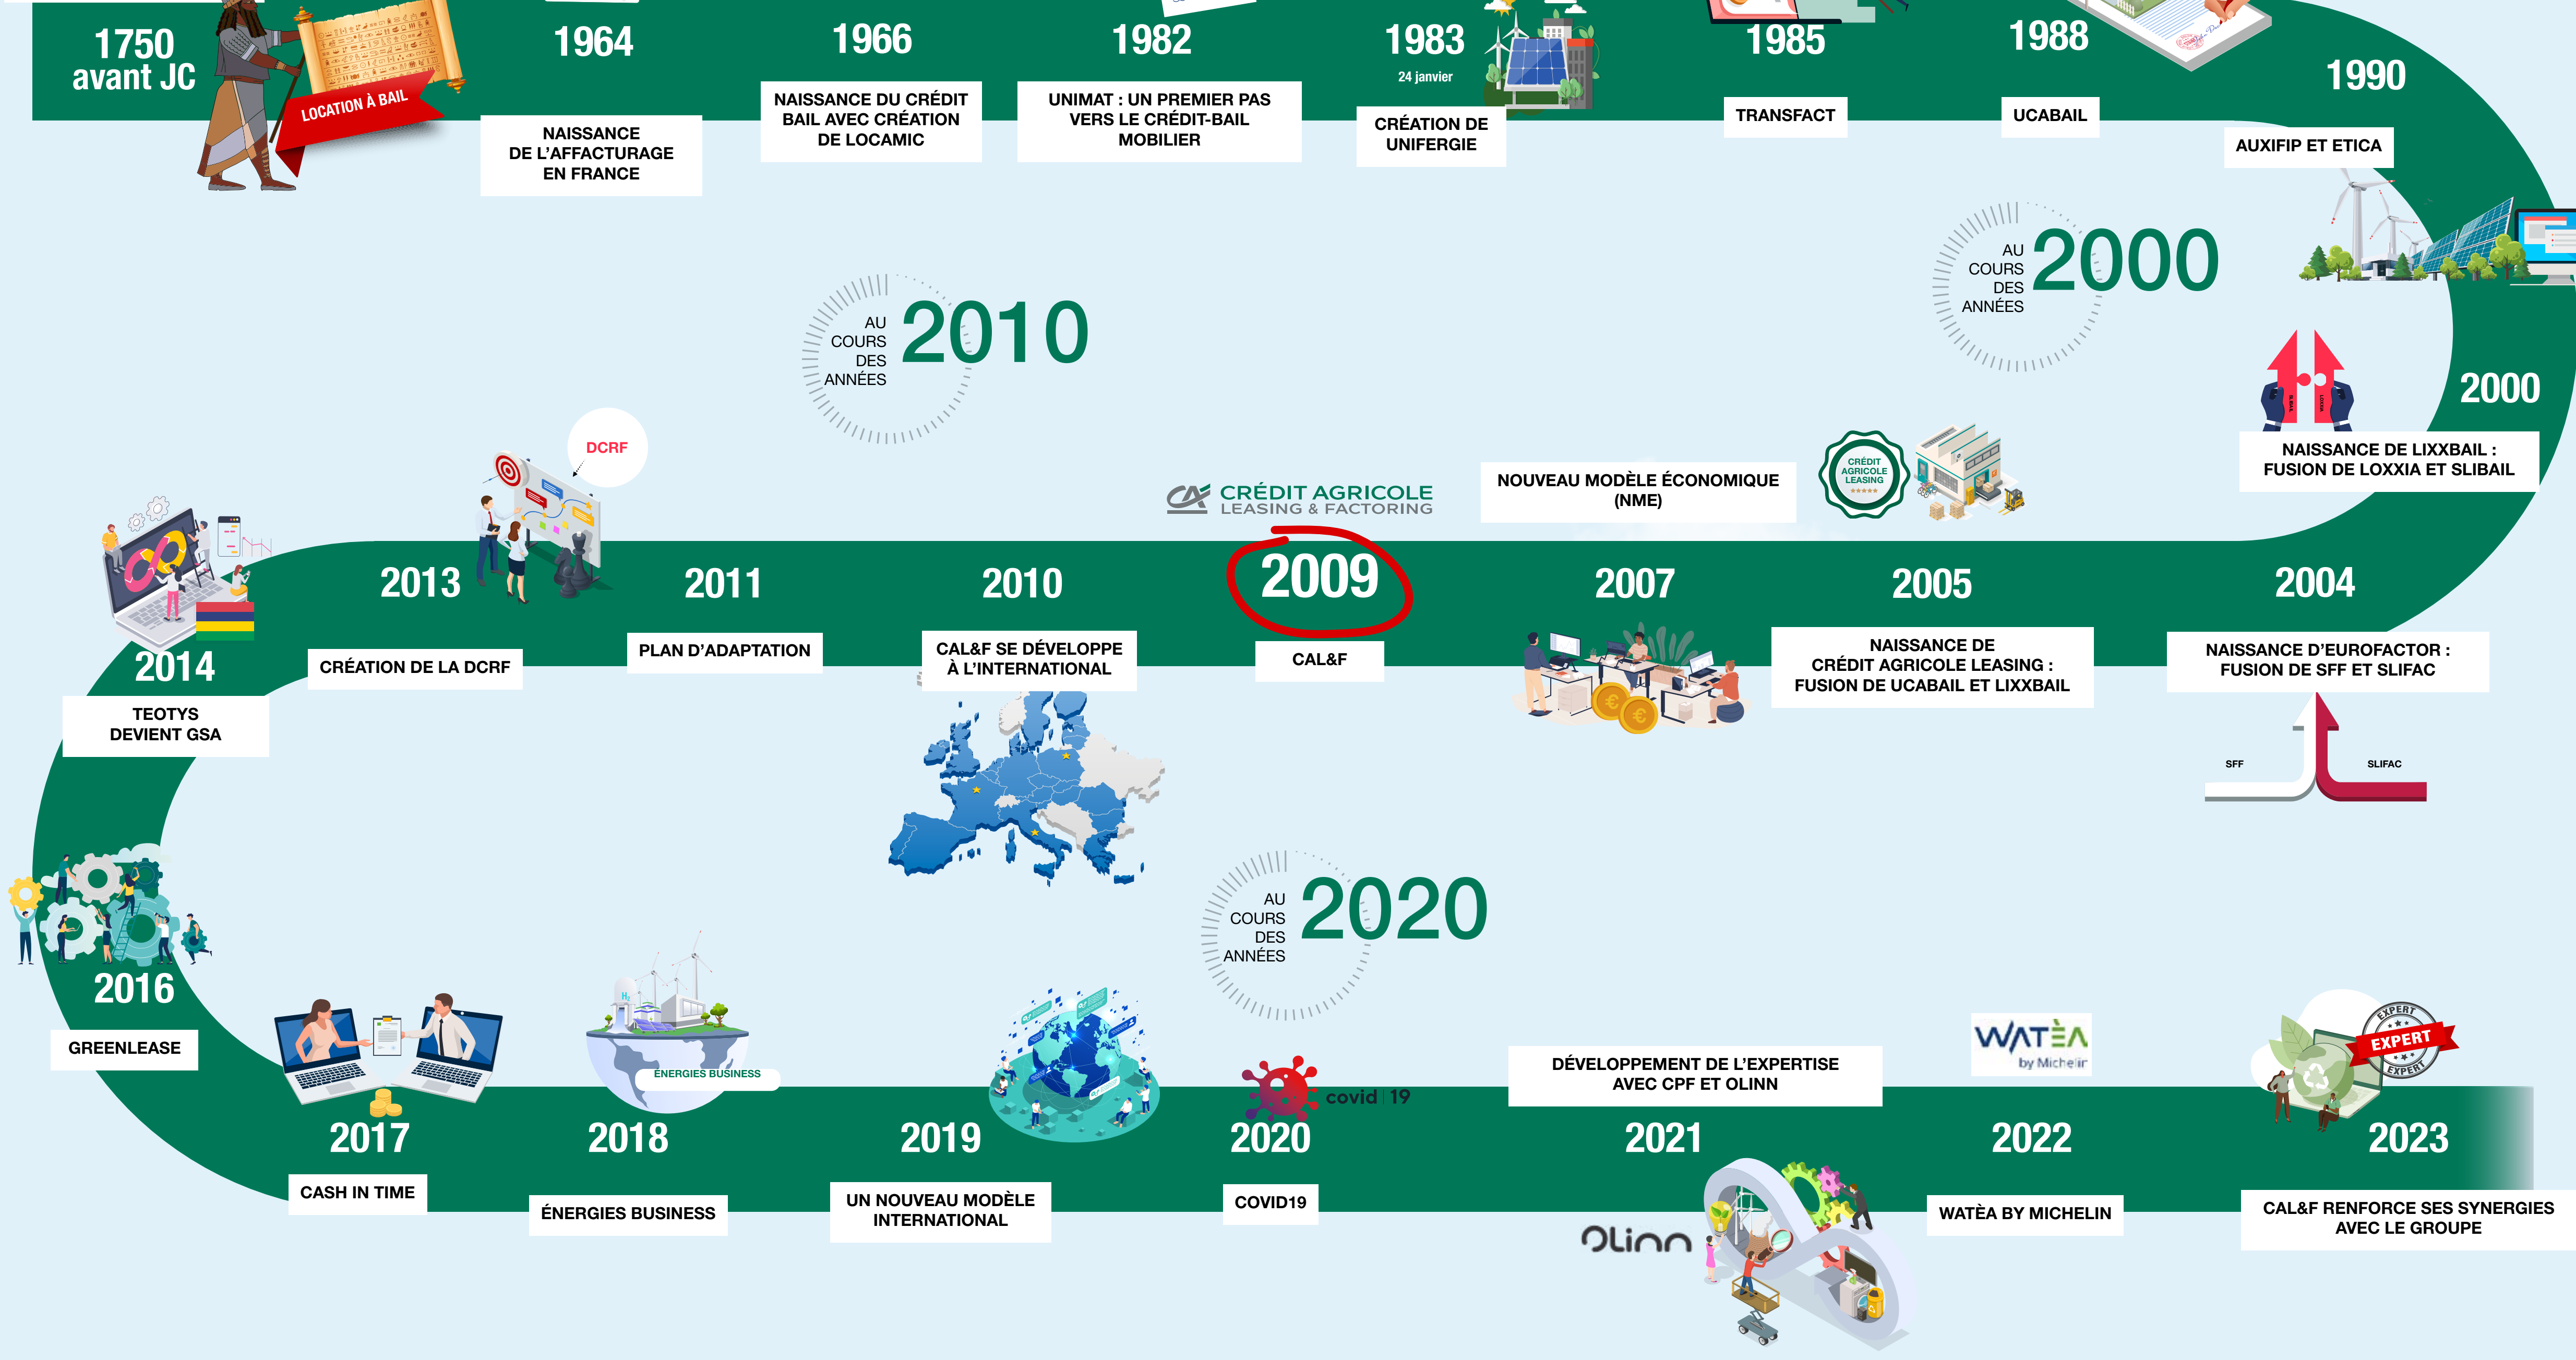 1750
avant JC
LOCATION À BAIL
1964
NAISSANCE
DE L'AFFACTURAGE
EN FRANCE
1966
NAISSANCE DU CRÉDIT
BAIL AVEC CRÉATION
DE LOCAMIC
1982
UNIMAT : UN PREMIER PAS
VERS LE CRÉDIT-BAIL
MOBILIER
1983
24 janvier
CRÉATION DE
UNIFERGIE
1985
TRANSFACT
1988
UCABAIL
1990
AUXIFIP ET ETICA
AU
COURS
DES
ANNÉES
2000
2000
SLIBAIL
LOXXIA
NAISSANCE DE LIXXBAIL :
FUSION DE LOXXIA ET SLIBAIL
2004
NAISSANCE D'EUROFACTOR :
FUSION DE SFF ET SLIFAC
SFF
SLIFAC
CRÉDIT
AGRICOLE
LEASING
2005
NAISSANCE DE
CRÉDIT AGRICOLE LEASING :
FUSION DE UCABAIL ET LIXXBAIL
NOUVEAU MODÈLE ÉCONOMIQUE
(NME)
2007
CA CRÉDIT AGRICOLE
LEASING & FACTORING
2009
CAL&F
AU
COURS
DES
ANNÉES
2010
2010
CAL&F SE DÉVELOPPE
À L'INTERNATIONAL
2011
PLAN D'ADAPTATION
DCRF
2013
CRÉATION DE LA DCRF
2014
TEOTYS
DEVIENT GSA
2016
GREENLEASE
2017
CASH IN TIME
H2
ÉNERGIES BUSINESS
2018
ÉNERGIES BUSINESS
2019
UN NOUVEAU MODÈLE
INTERNATIONAL
AU
COURS
DES
ANNÉES
2020
covid | 19
2020
COVID19
DÉVELOPPEMENT DE L'EXPERTISE
AVEC CPF ET OLINN
2021
Olinn
WATÈA
by Michelin
2022
WATÈA BY MICHELIN
EXPERT
EXPERT
EXPERT
2023
CAL&F RENFORCE SES SYNERGIES
AVEC LE GROUPE